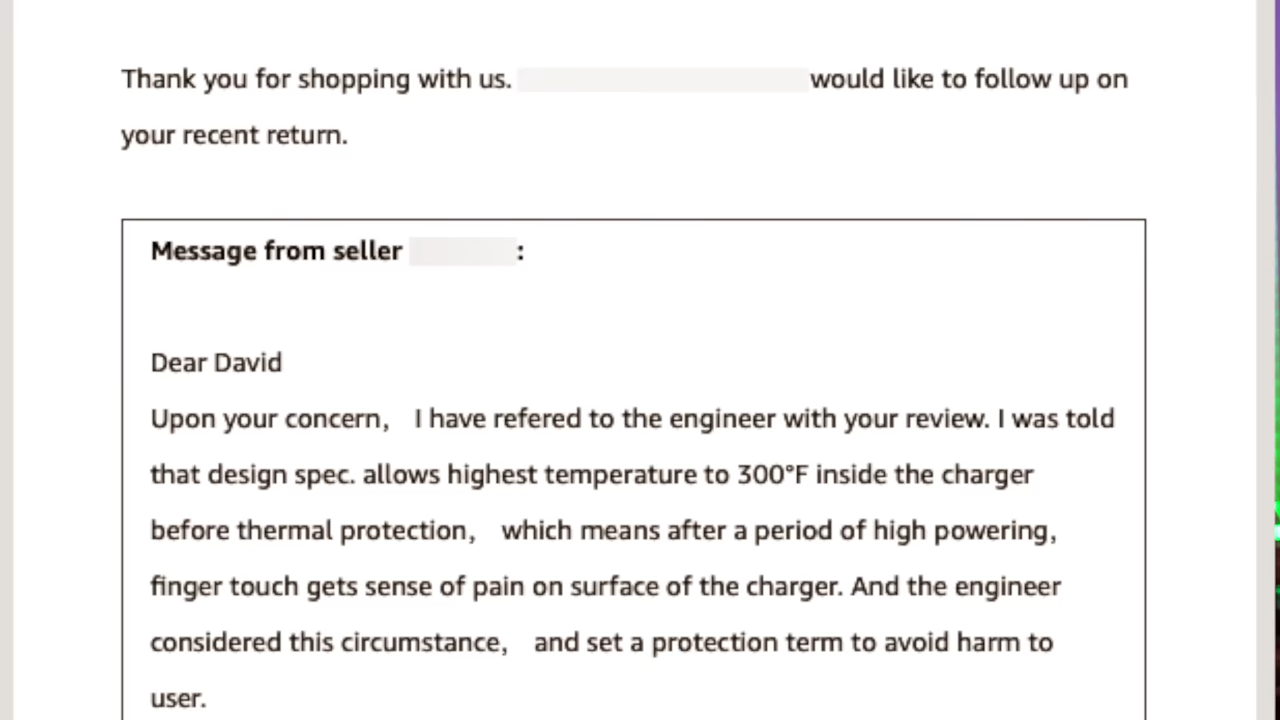 Thank you for shopping with us. would like to follow up on
your recent return.
Message from seller :
Dear David
Upon your concern， I have refered to the engineer with your review. I was told
that design spec. allows highest temperature to 300°F inside the charger
before thermal protection， which means after a period of high powering,
finger touch gets sense of pain on surface of the charger. And the engineer
considered this circumstance， and set a protection term to avoid harm to
user.